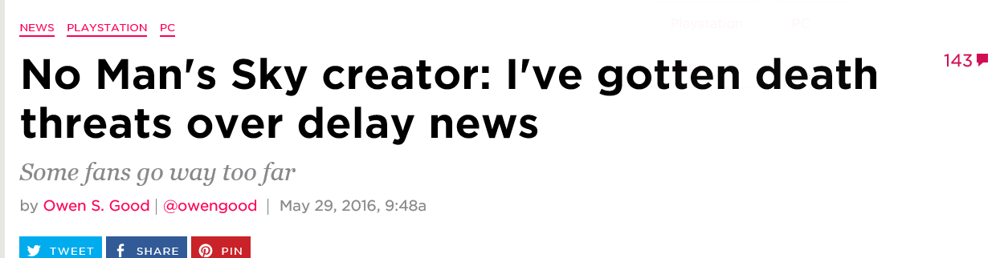 NEWS PLAYSTATION PC
Playstation PC
No Man's Sky creator: I've gotten death
threats over delay news
143
Some fans go way too far
by Owen S. Good | @owengood | May 29, 2016, 9:48a
TWEET SHARE PIN